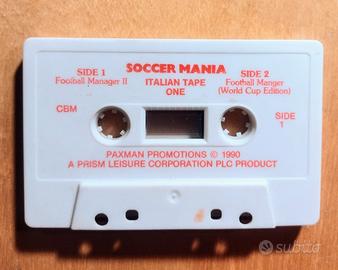 SOCCER MANIA
SIDE 1
Football Manager II
ITALIAN TAPE
ONE
SIDE 2
Football Manger
(World Cup Edition)
CBM
SIDE
1
PAXMAN PROMOTIONS © 1990
A PRISM LEISURE CORPORATION PLC PRODUCT
subito